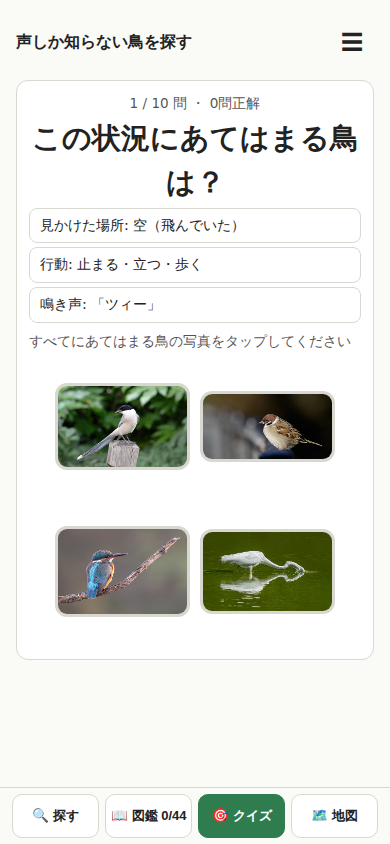 声しか知らない鳥を探す
1 / 10 問 ・ 0問正解
この状況にあてはまる鳥
は？
見かけた場所: 空（飛んでいた）
行動: 止まる・立つ・歩く
鳴き声: 「ツィー」
すべてにあてはまる鳥の写真をタップしてください
探す
図鑑 0/44
クイズ
地図